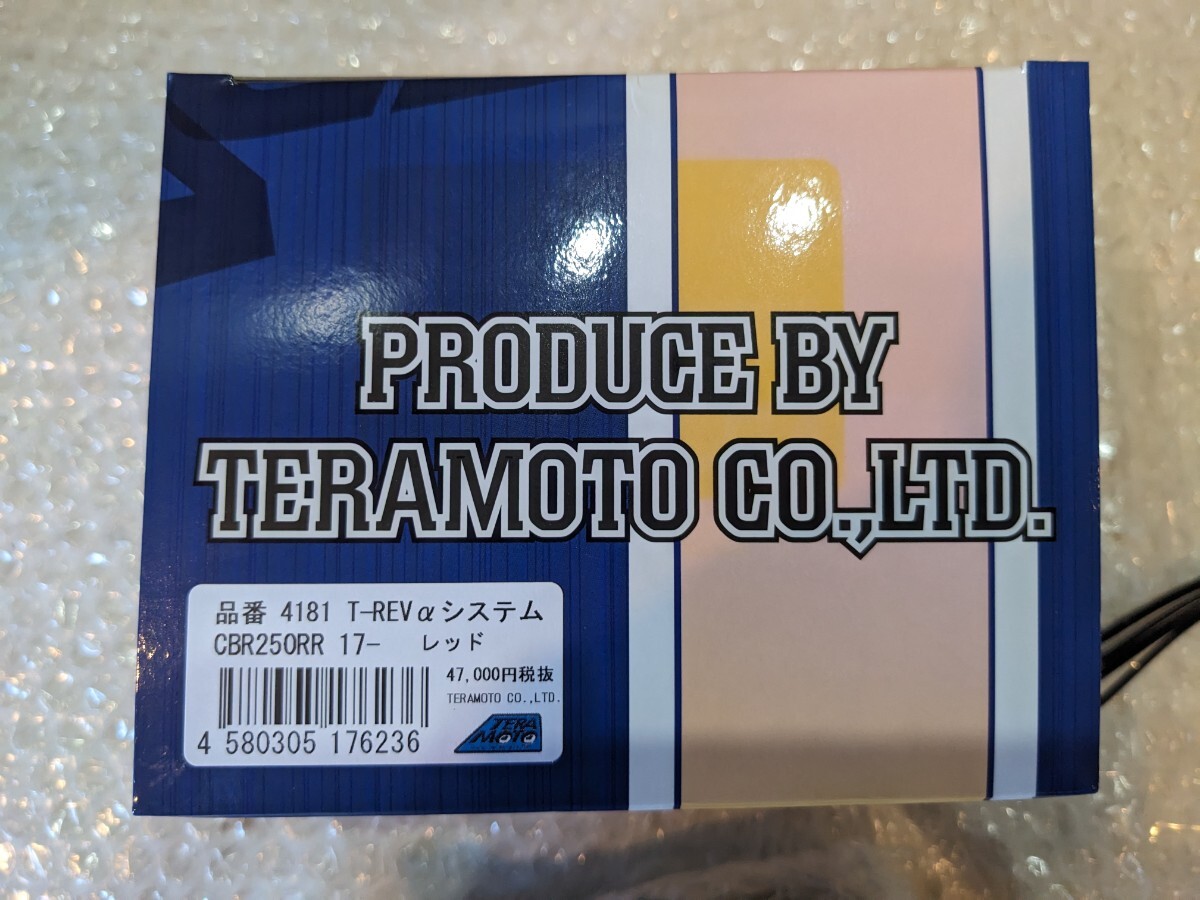 PRODUCE BY
TERAMOTO CO.,LTD.
品番 4181 T-REVαシステム
CBR250RR 17- レッド
47,000円税抜
TERAMOTO CO.,LTD.
TERA
MOTO
4 580305 176236